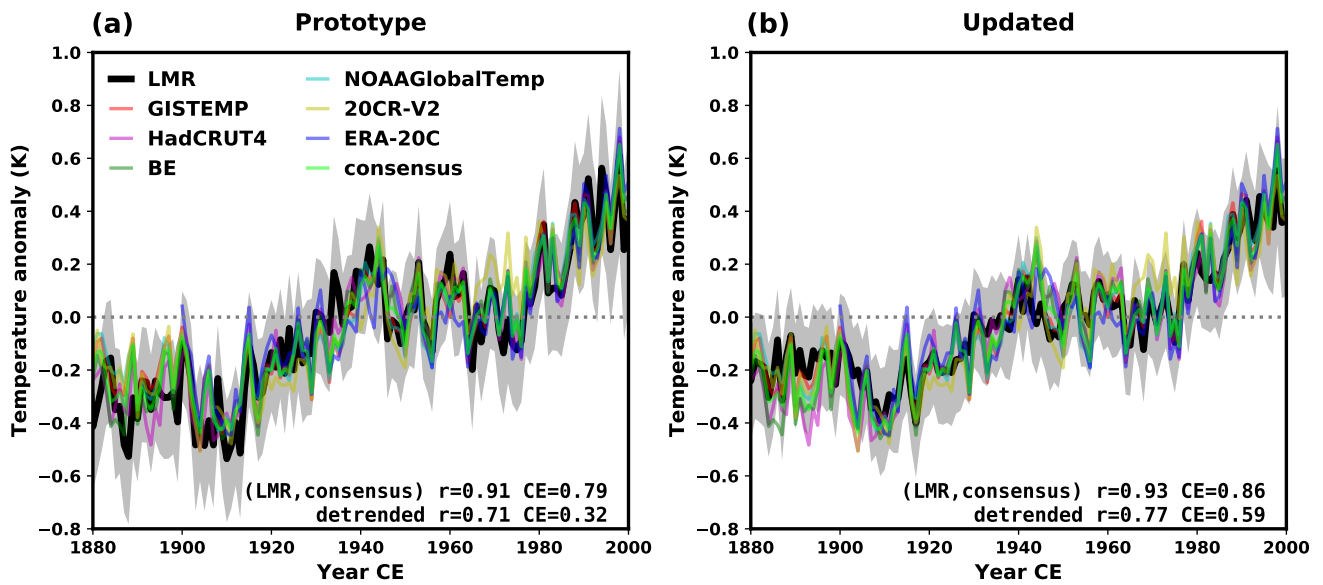 (a) Prototype
1.0
0.8
0.6
0.4
0.2
0.0
−0.2
−0.4
−0.6
−0.8
Temperature anomaly (K)
LMR
GISTEMP
HadCRUT4
BE
NOAAGlobalTemp
20CR-V2
ERA-20C
consensus
(LMR,consensus) r=0.91 CE=0.79
detrended r=0.71 CE=0.32
1880 1900 1920 1940 1960 1980 2000
Year CE
(b) Updated
1.0
0.8
0.6
0.4
0.2
0.0
−0.2
−0.4
−0.6
−0.8
Temperature anomaly (K)
(LMR,consensus) r=0.93 CE=0.86
detrended r=0.77 CE=0.59
1880 1900 1920 1940 1960 1980 2000
Year CE